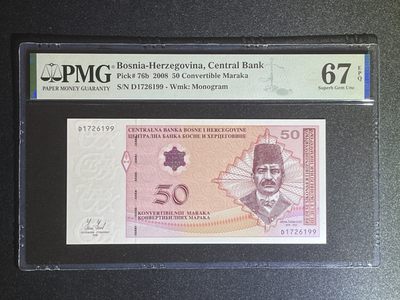 PMG
PAPER MONEY GUARANTY
Bosnia-Herzegovina, Central Bank
Pick# 76b 2008 50 Convertible Maraka
S/N D1726199 - Wmk: Monogram
67 EPQ
Superb Gem Unc
D1726199
CENTRALNA BANKA BOSNE I HERCEGOVINE
ЦЕНТРАЛНА БАНКА БОСНЕ И ХЕРЦЕГОВИНЕ
50
50
KONVERTIBILNIH MARAKA
КОНВЕРТИБИЛНИХ МАРАКА
D1726199